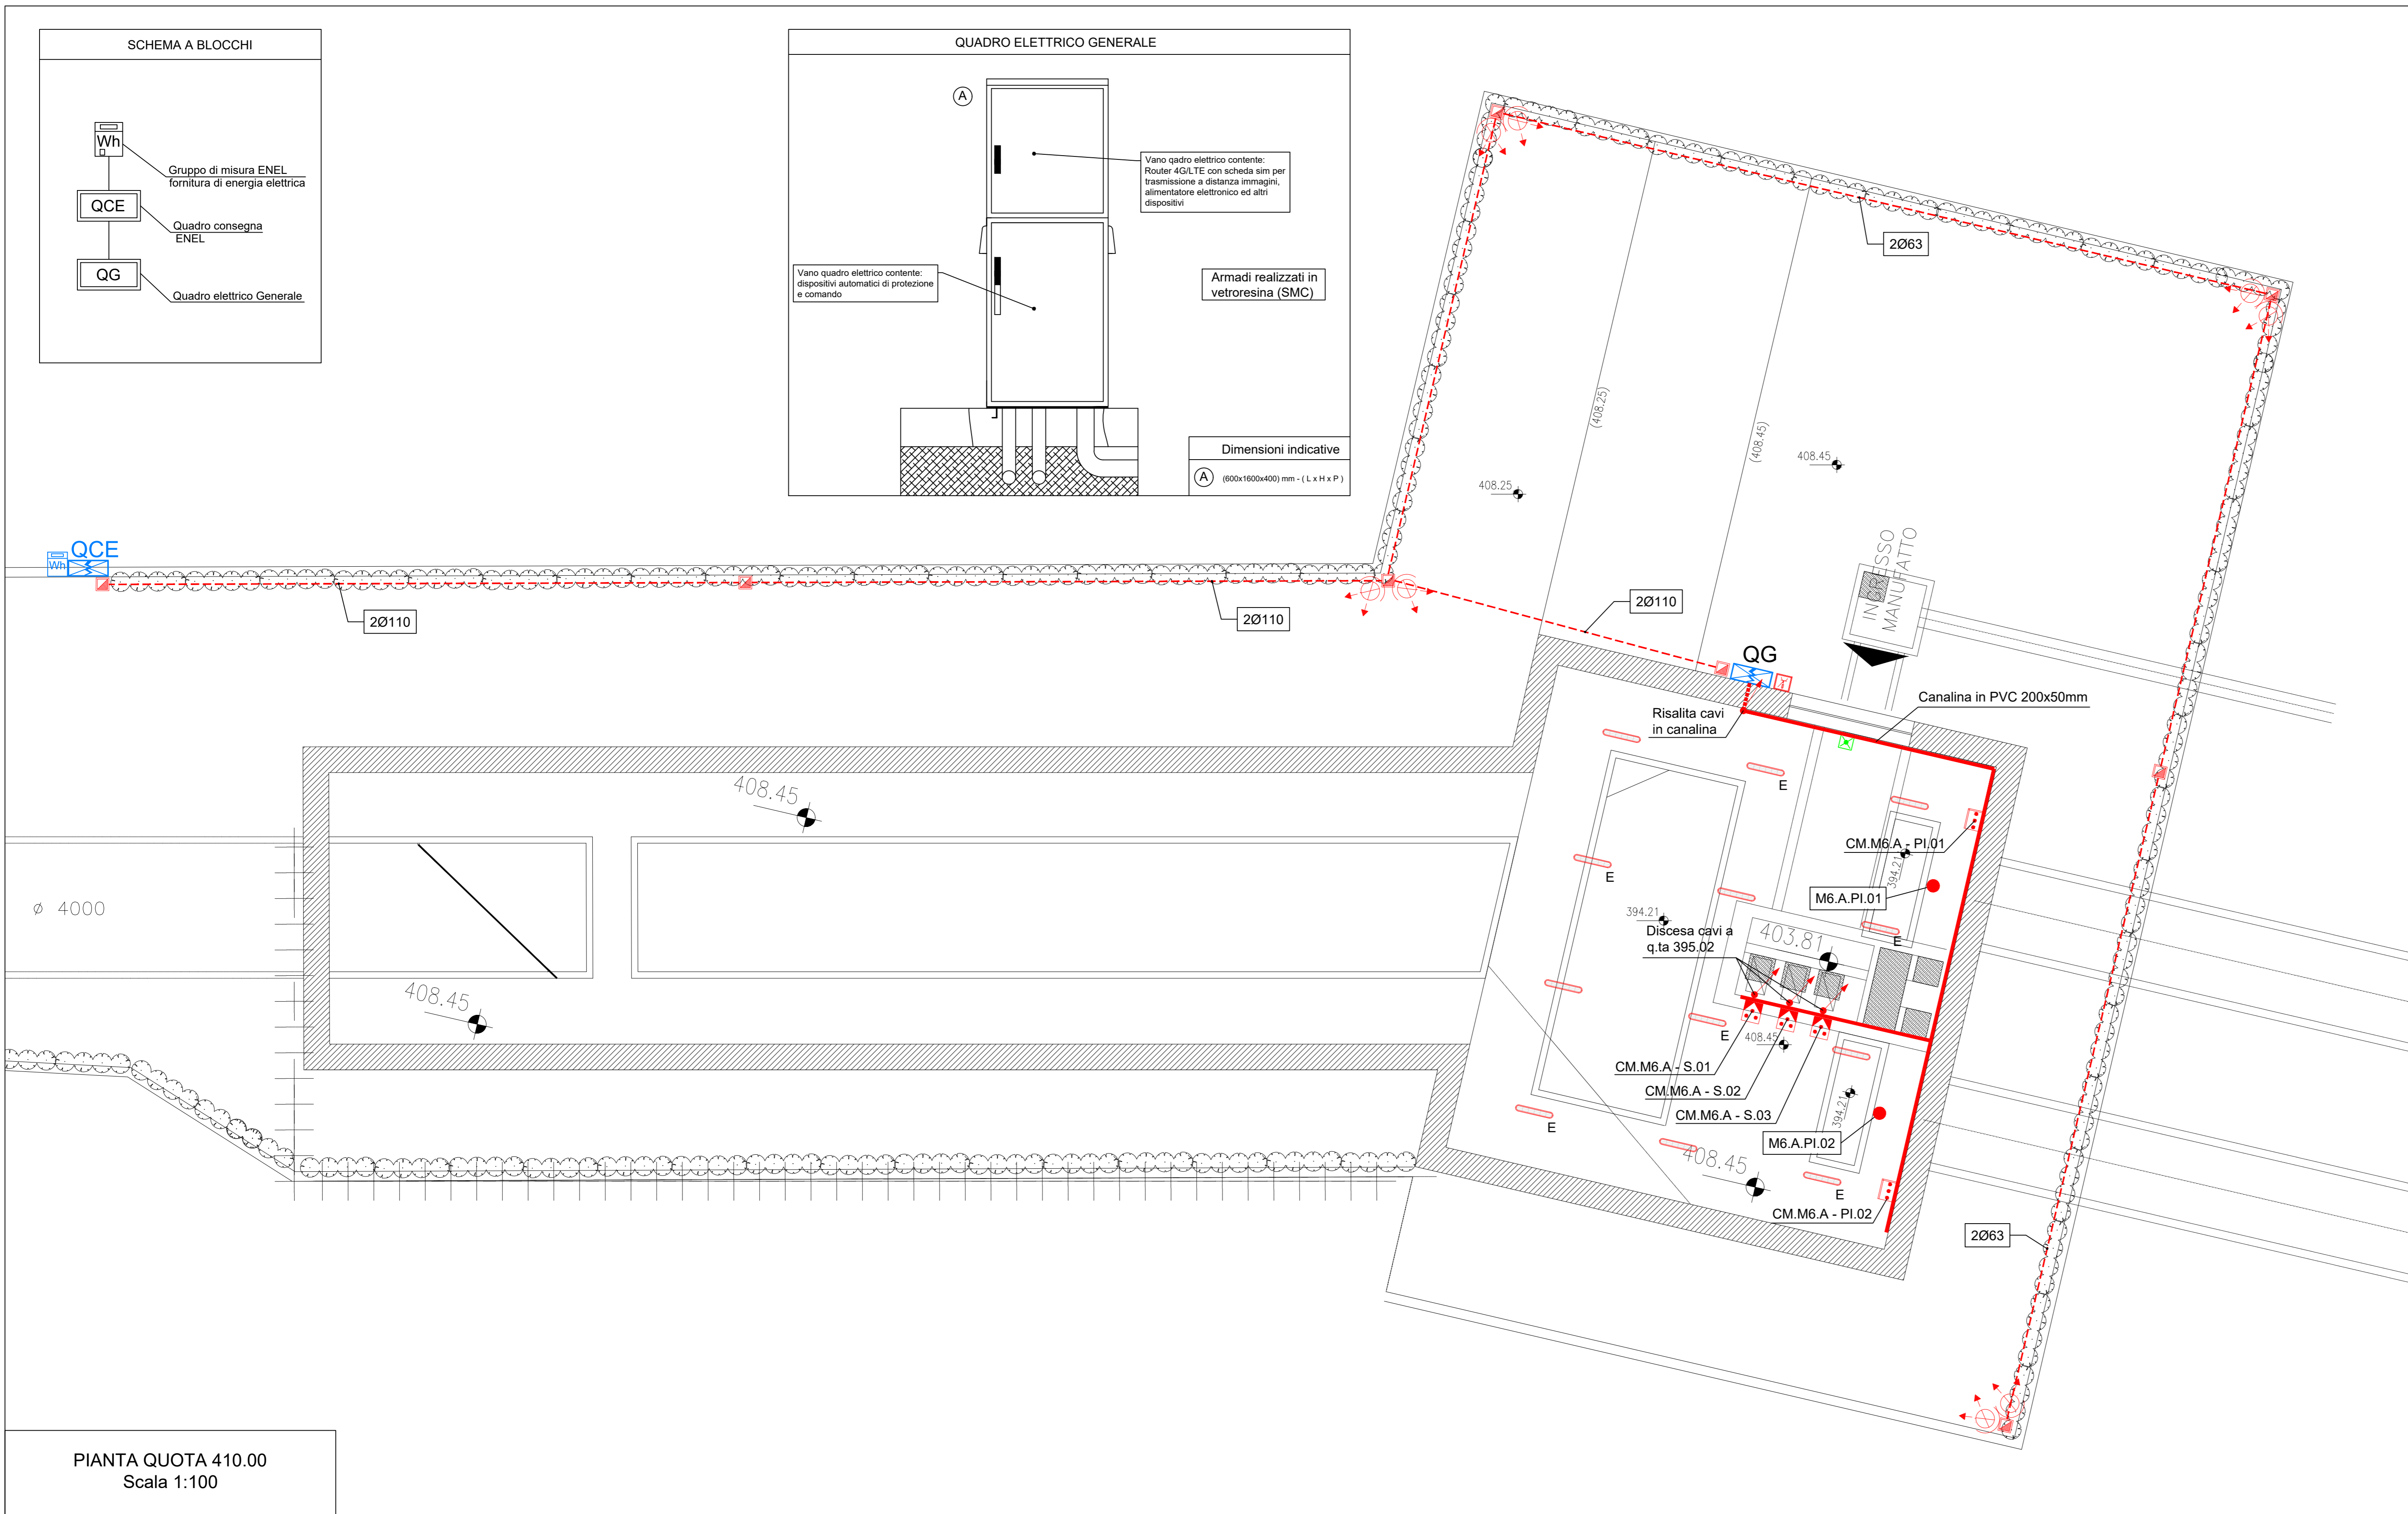 SCHEMA A BLOCCHI
Wh
Gruppo di misura ENEL
fornitura di energia elettrica
QCE
Quadro consegna
ENEL
QG
Quadro elettrico Generale
QUADRO ELETTRICO GENERALE
A
Vano qadro elettrico contente:
Router 4G/LTE con scheda sim per
trasmissione a distanza immagini,
alimentatore elettronico ed altri
dispositivi
Vano quadro elettrico contente:
dispositivi automatici di protezione
e comando
Armadi realizzati in
vetroresina (SMC)
Dimensioni indicative
A
(600x1600x400) mm - ( L x H x P )
2Ø63
(408.25)
(408.45)
408.45
408.25
INGRESSO
MANUFATTO
QCE
Wh
2Ø110
2Ø110
2Ø110
QG
Canalina in PVC 200x50mm
Risalita cavi
in canalina
E
408.45
CM.M6.A - PI.01
394.21
E
M6.A.PI.01
ø 4000
394.21
Discesa cavi a
q.ta 395.02
403.81
E
408.45
E
408.45
CM.M6.A - S.01
CM.M6.A - S.02
CM.M6.A - S.03
394.21
E
M6.A.PI.02
408.45
E
CM.M6.A - PI.02
2Ø63
PIANTA QUOTA 410.00
Scala 1:100